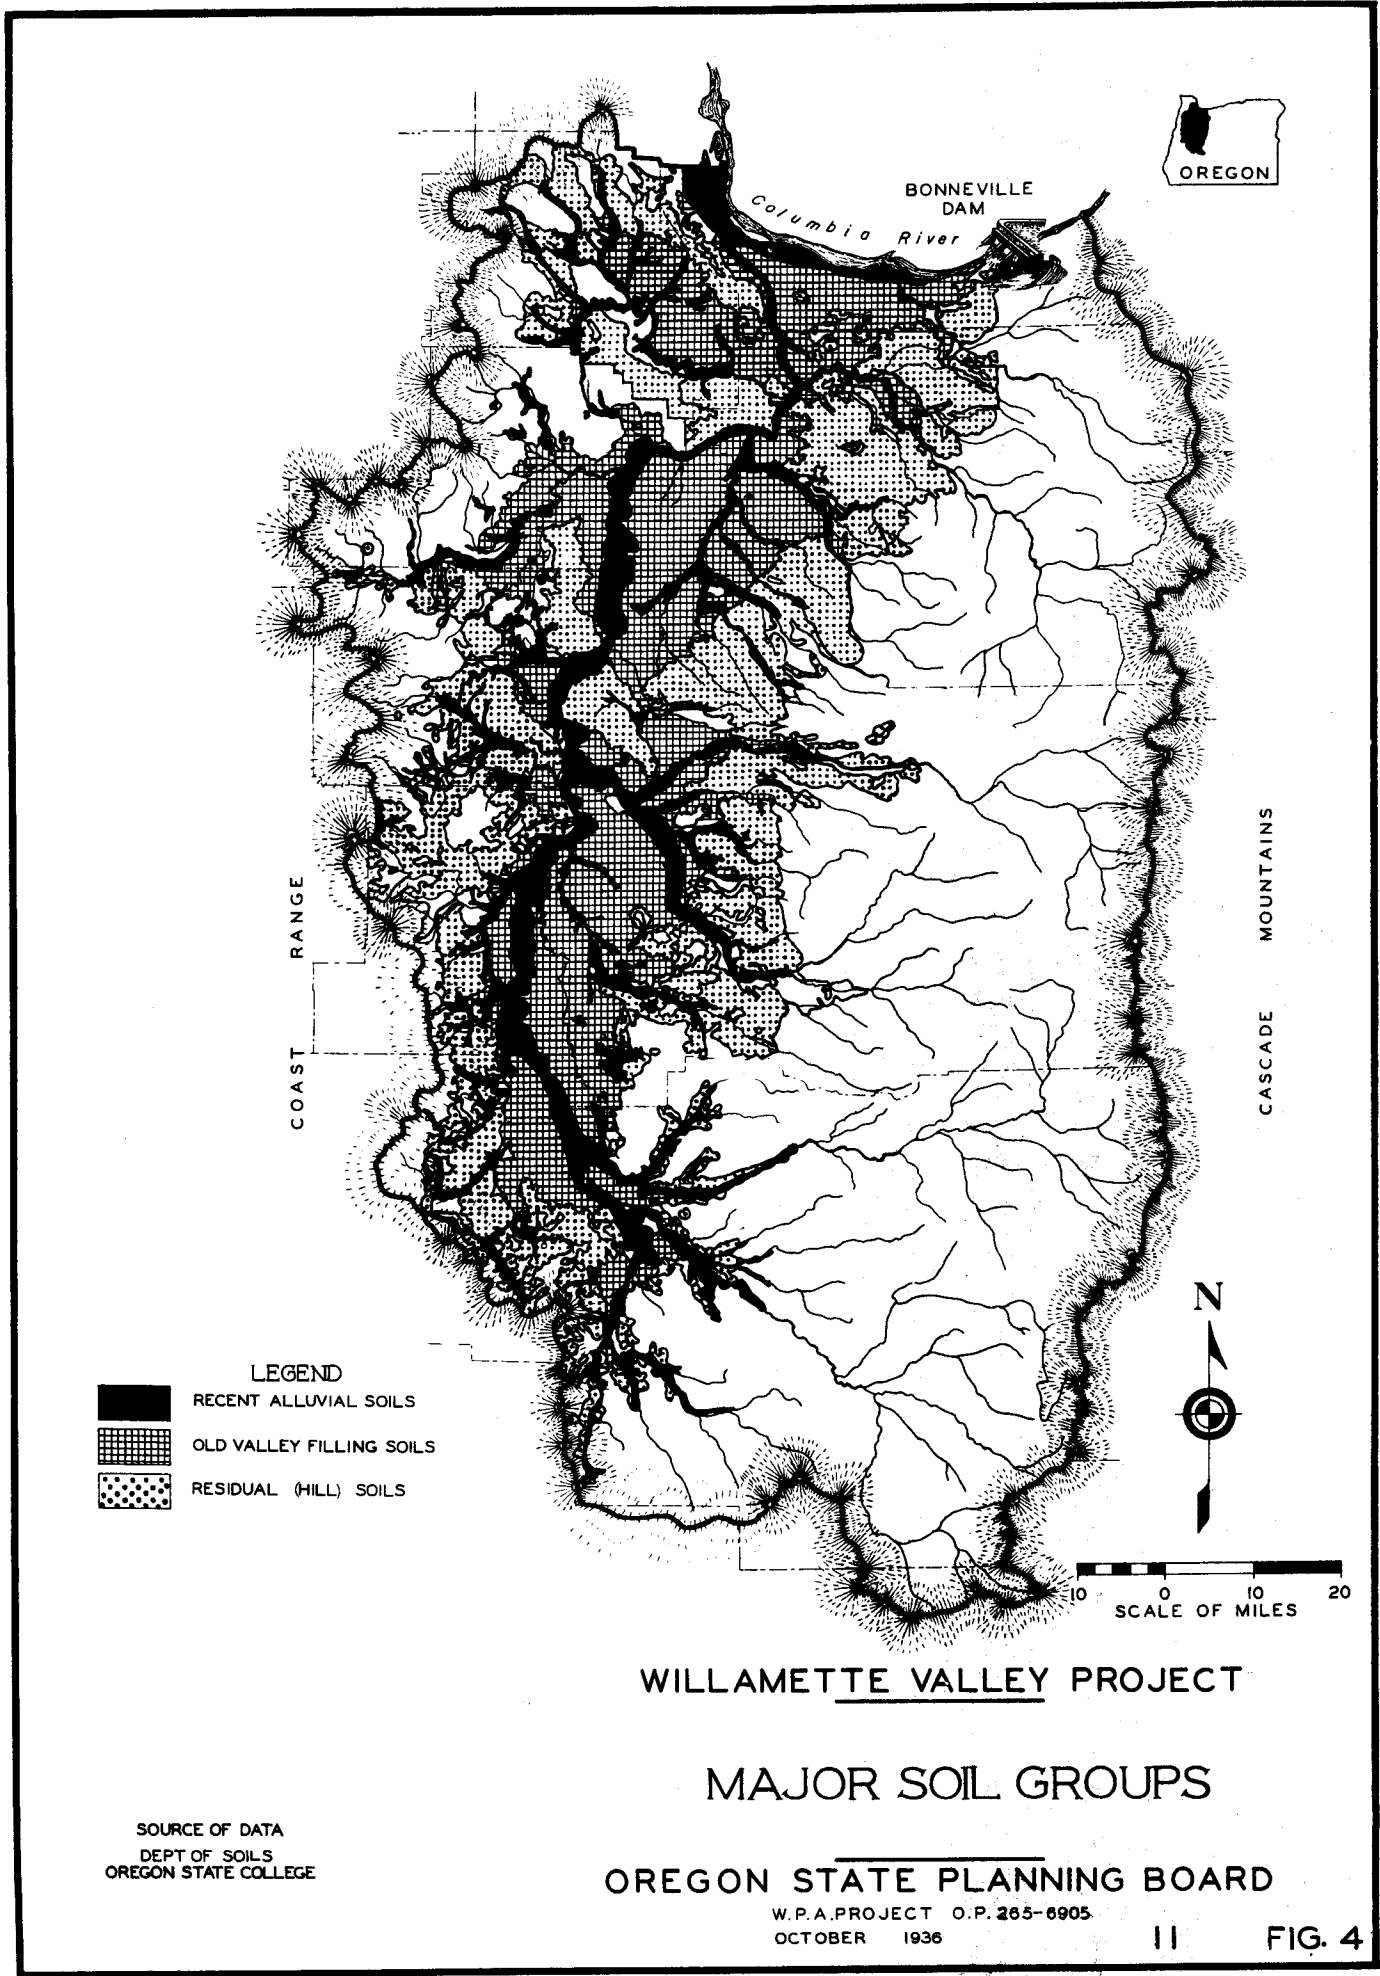 OREGON
BONNEVILLE
DAM
Columbia River
COAST RANGE
CASCADE MOUNTAINS
N
LEGEND
RECENT ALLUVIAL SOILS
OLD VALLEY FILLING SOILS
RESIDUAL (HILL) SOILS
10 0 10 20
SCALE OF MILES
WILLAMETTE VALLEY PROJECT
MAJOR SOIL GROUPS
SOURCE OF DATA
DEPT OF SOILS
OREGON STATE COLLEGE
OREGON STATE PLANNING BOARD
W.P.A.PROJECT O.P. 265-6905
OCTOBER 1936
11 FIG. 4